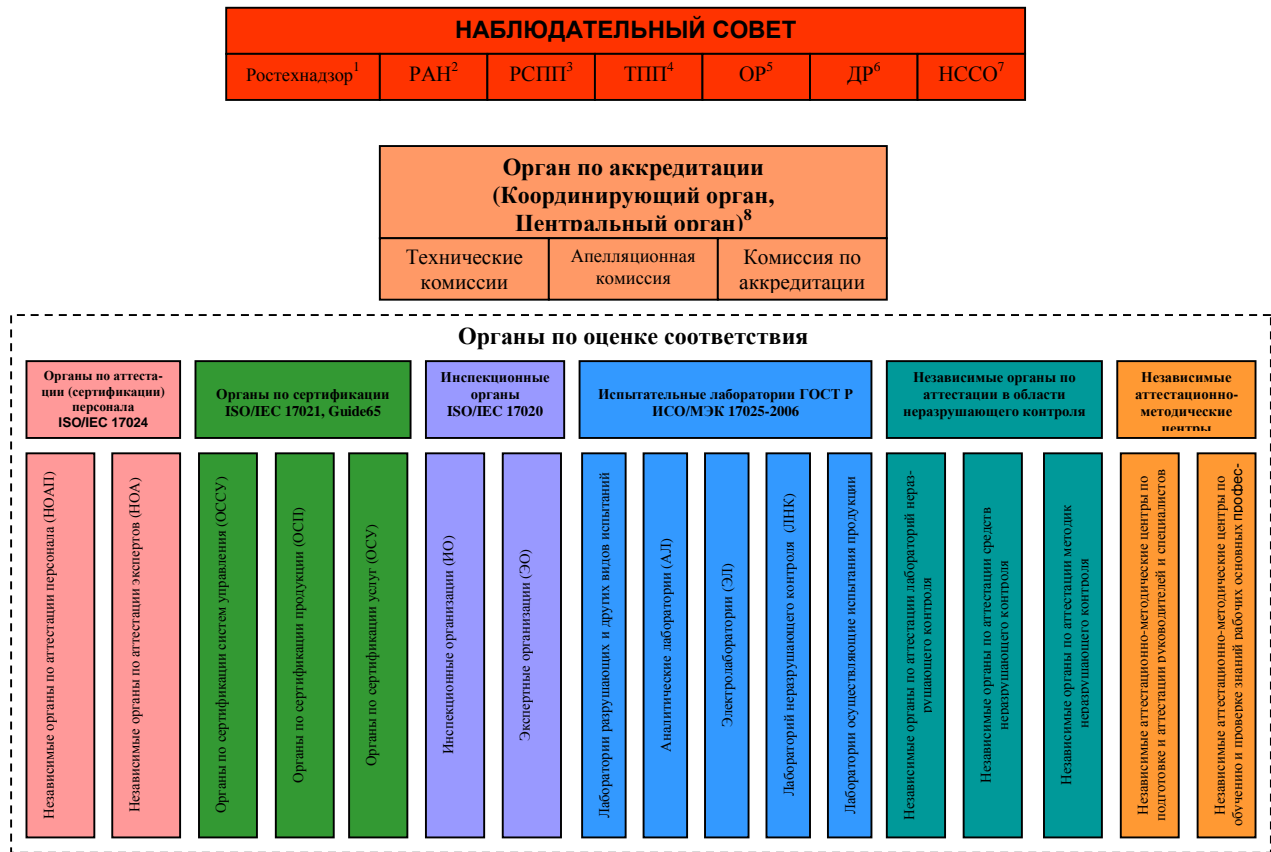 НАБЛЮДАТЕЛЬНЫЙ СОВЕТ
Ростехнадзор¹ РАН² РСПП³ ТПП⁴ ОР⁵ ДР⁶ НССО⁷
Орган по аккредитации
(Координирующий орган,
Центральный орган)⁸
Технические
комиссии
Апелляционная
комиссия
Комиссия по
аккредитации
Органы по оценке соответствия
Органы по аттеста-
ции (сертификации)
персонала
ISO/IEC 17024
Органы по сертификации
ISO/IEC 17021, Guide65
Инспекционные
органы
ISO/IEC 17020
Испытательные лаборатории ГОСТ Р
ИСО/МЭК 17025-2006
Независимые органы по
аттестации в области
неразрушающего контроля
Независимые
аттестационно-
методические
центры
Независимые органы по аттестации персонала (НОАП)
Независимые органы по аттестации экспертов (НОА)
Органы по сертификации систем управления (ОССУ)
Органы по сертификации продукции (ОСП)
Органы по сертификации услуг (ОСУ)
Инспекционные организации (ИО)
Экспертные организации (ЭО)
Лаборатории разрушающих и других видов испытаний
Аналитические лаборатории (АЛ)
Электролаборатории (ЭЛ)
Лабораторий неразрушающего контроля (ЛНК)
Лаборатории осуществляющие испытания продукции
Независимые органы по аттестации лабораторий нераз-
рушающего контроля
Независимые органы по аттестации средств
неразрушающего контроля
Независимые органы по аттестации методик
неразрушающего контроля
Независимые аттестационно-методические центры по
подготовке и аттестации руководителей и специалистов
Независимые аттестационно-методические центры по
обучению и проверке знаний рабочих основных профес-